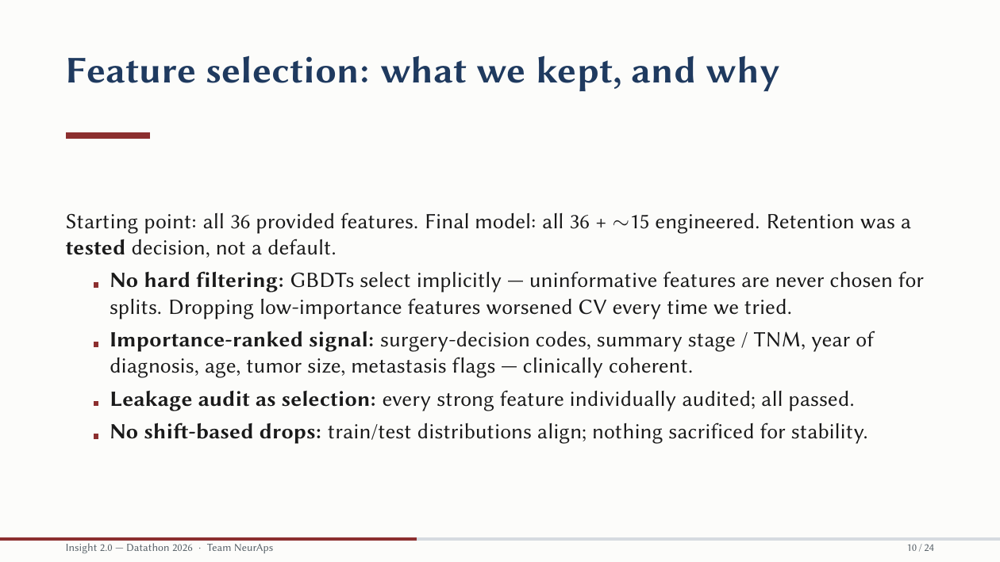 Feature selection: what we kept, and why
Starting point: all 36 provided features. Final model: all 36 + ∼15 engineered. Retention was a
tested decision, not a default.
▪ No hard filtering: GBDTs select implicitly — uninformative features are never chosen for
splits. Dropping low-importance features worsened CV every time we tried.
▪ Importance-ranked signal: surgery-decision codes, summary stage / TNM, year of
diagnosis, age, tumor size, metastasis flags — clinically coherent.
▪ Leakage audit as selection: every strong feature individually audited; all passed.
▪ No shift-based drops: train/test distributions align; nothing sacrificed for stability.
Insight 2.0 — Datathon 2026 · Team NeurAps
10 / 24